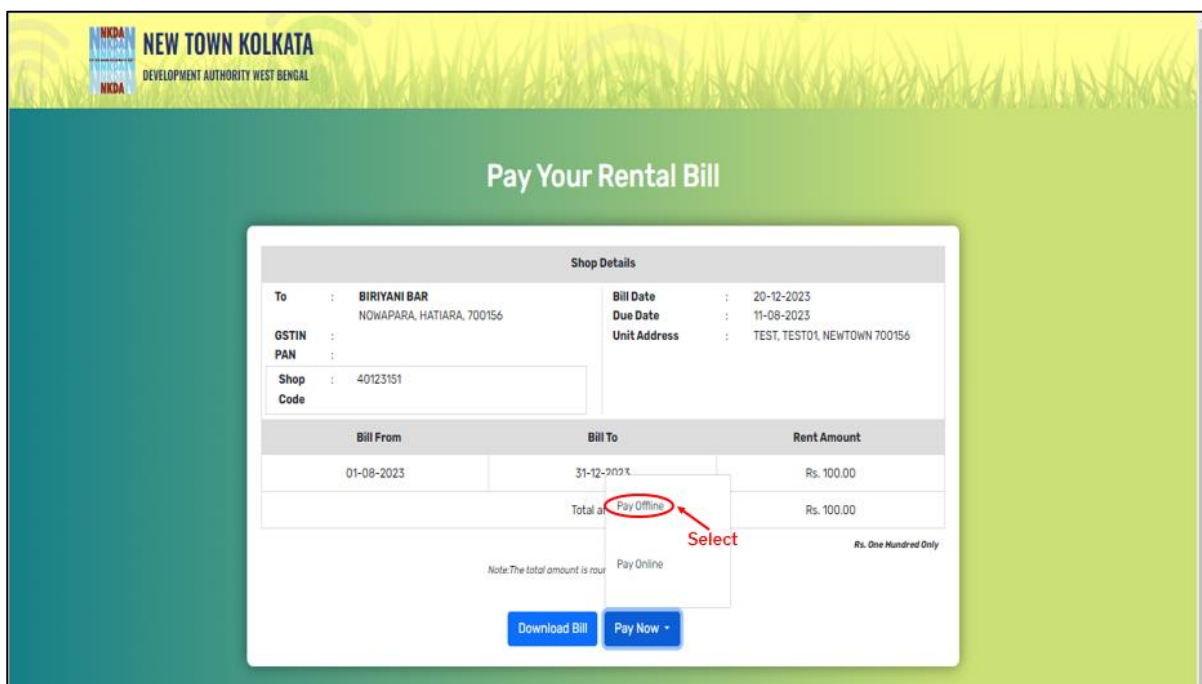 NKDA
NEW TOWN KOLKATA
DEVELOPMENT AUTHORITY WEST BENGAL
NKDA
Pay Your Rental Bill
Shop Details
To : BIRIYANI BAR
NOWAPARA, HATIARA, 700156
GSTIN :
PAN :
Shop Code : 40123151
Bill Date : 20-12-2023
Due Date : 11-08-2023
Unit Address : TEST, TEST01, NEWTOWN 700156
Bill From Bill To Rent Amount
01-08-2023 31-12-2023 Rs. 100.00
Total Rs. 100.00
Pay Offline
Select
Rs. One Hundred Only
Note:The total amount is
Pay Online
Download Bill Pay Now